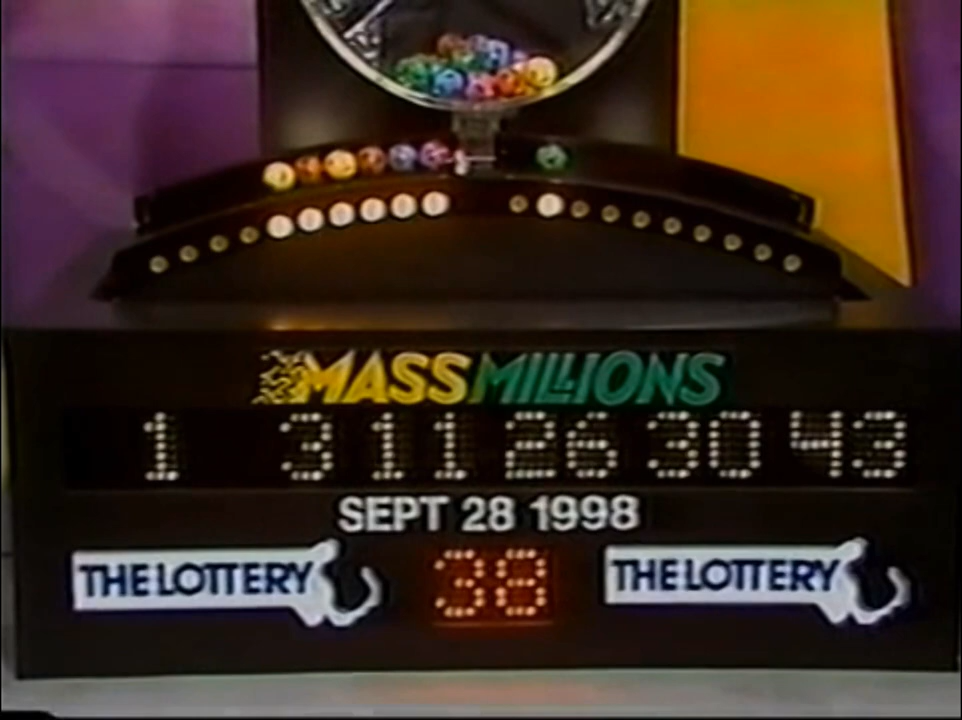 MASS MILLIONS
1 3 11 26 30 43
SEPT 28 1998
THE LOTTERY 38 THE LOTTERY